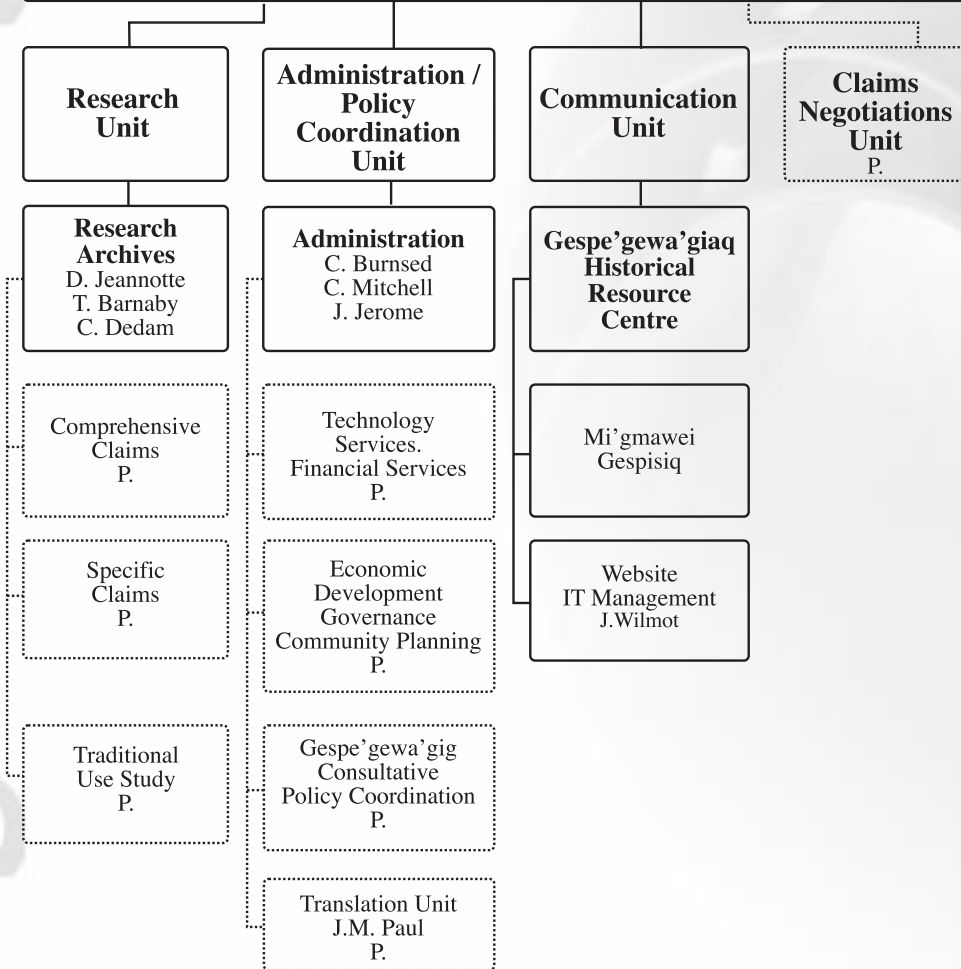 Research
Unit
Administration /
Policy
Coordination
Unit
Communication
Unit
Claims
Negotiations
Unit
P.
Research
Archives
D. Jeannotte
T. Barnaby
C. Dedam
Administration
C. Burnsed
C. Mitchell
J. Jerome
Gespe’gewa’giaq
Historical
Resource
Centre
Comprehensive
Claims
P.
Technology
Services.
Financial Services
P.
Mi’gmawei
Gespisiq
Specific
Claims
P.
Economic
Development
Governance
Community Planning
P.
Website
IT Management
J.Wilmot
Traditional
Use Study
P.
Gespe’gewa’gig
Consultative
Policy Coordination
P.
Translation Unit
J.M. Paul
P.